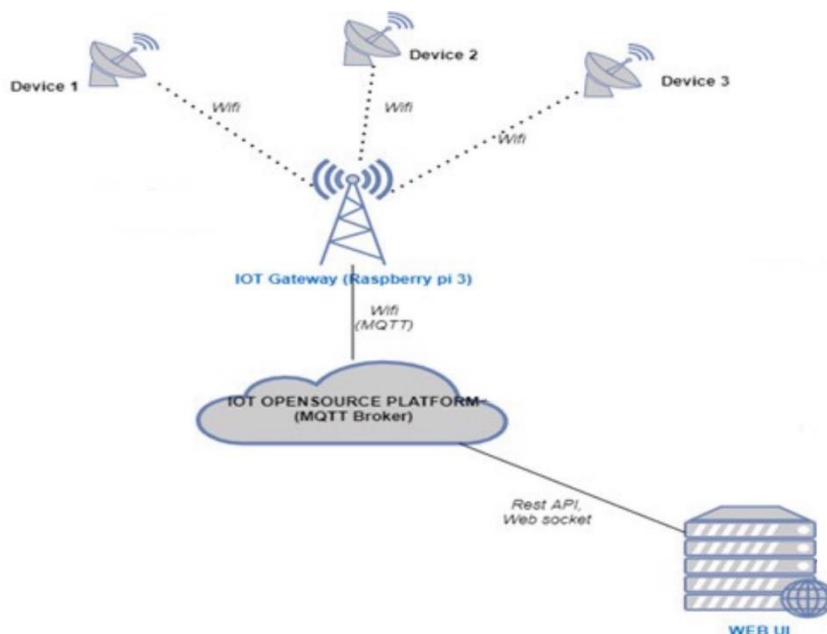 Device 1
Device 2
Device 3
Wifi
Wifi
Wifi
IOT Gateway (Raspberry pi 3)
Wifi
(MQTT)
IOT OPENSOURCE PLATFORM
(MQTT Broker)
Rest API,
Web socket
WEB UI